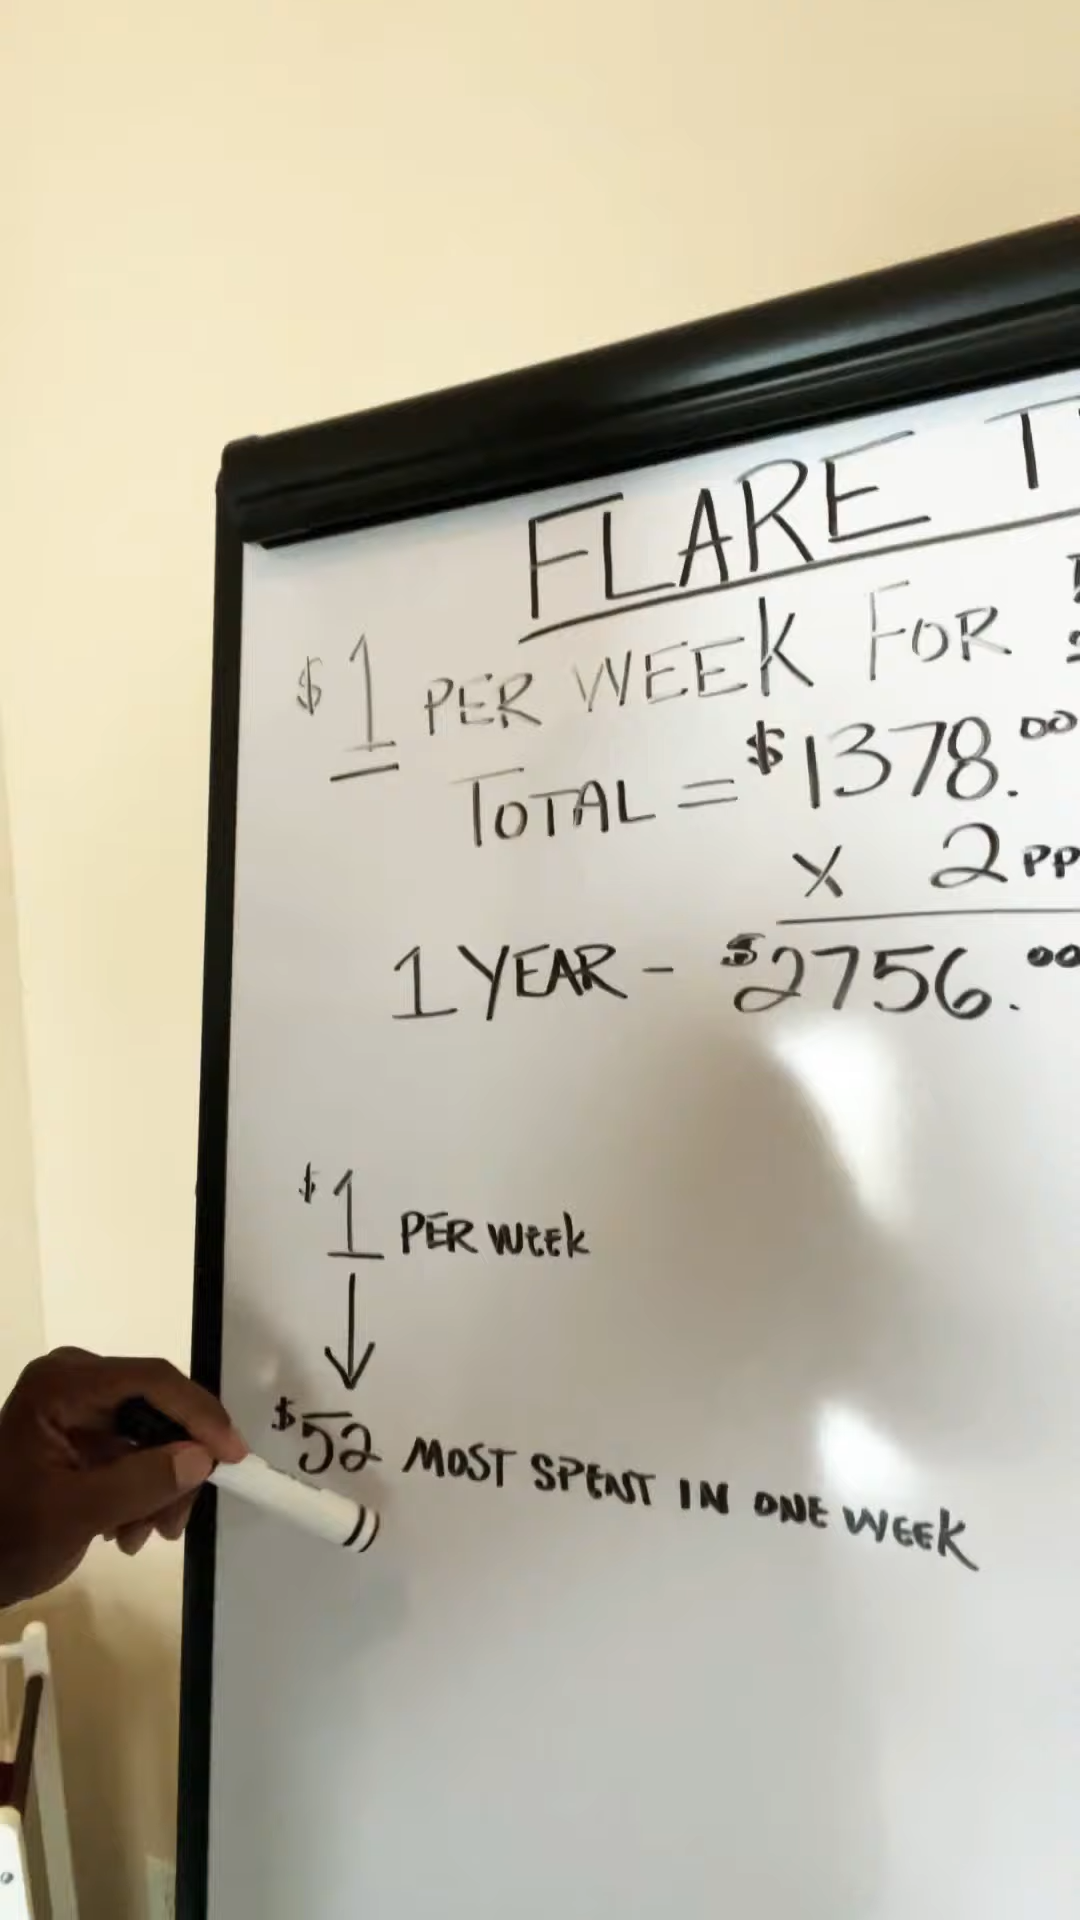 FLARE T
$1 PER WEEK FOR
TOTAL = $1378.00
X 2 PP
1 YEAR - $2756.00
$1 PER WEEK
$52 MOST SPENT IN ONE WEEK